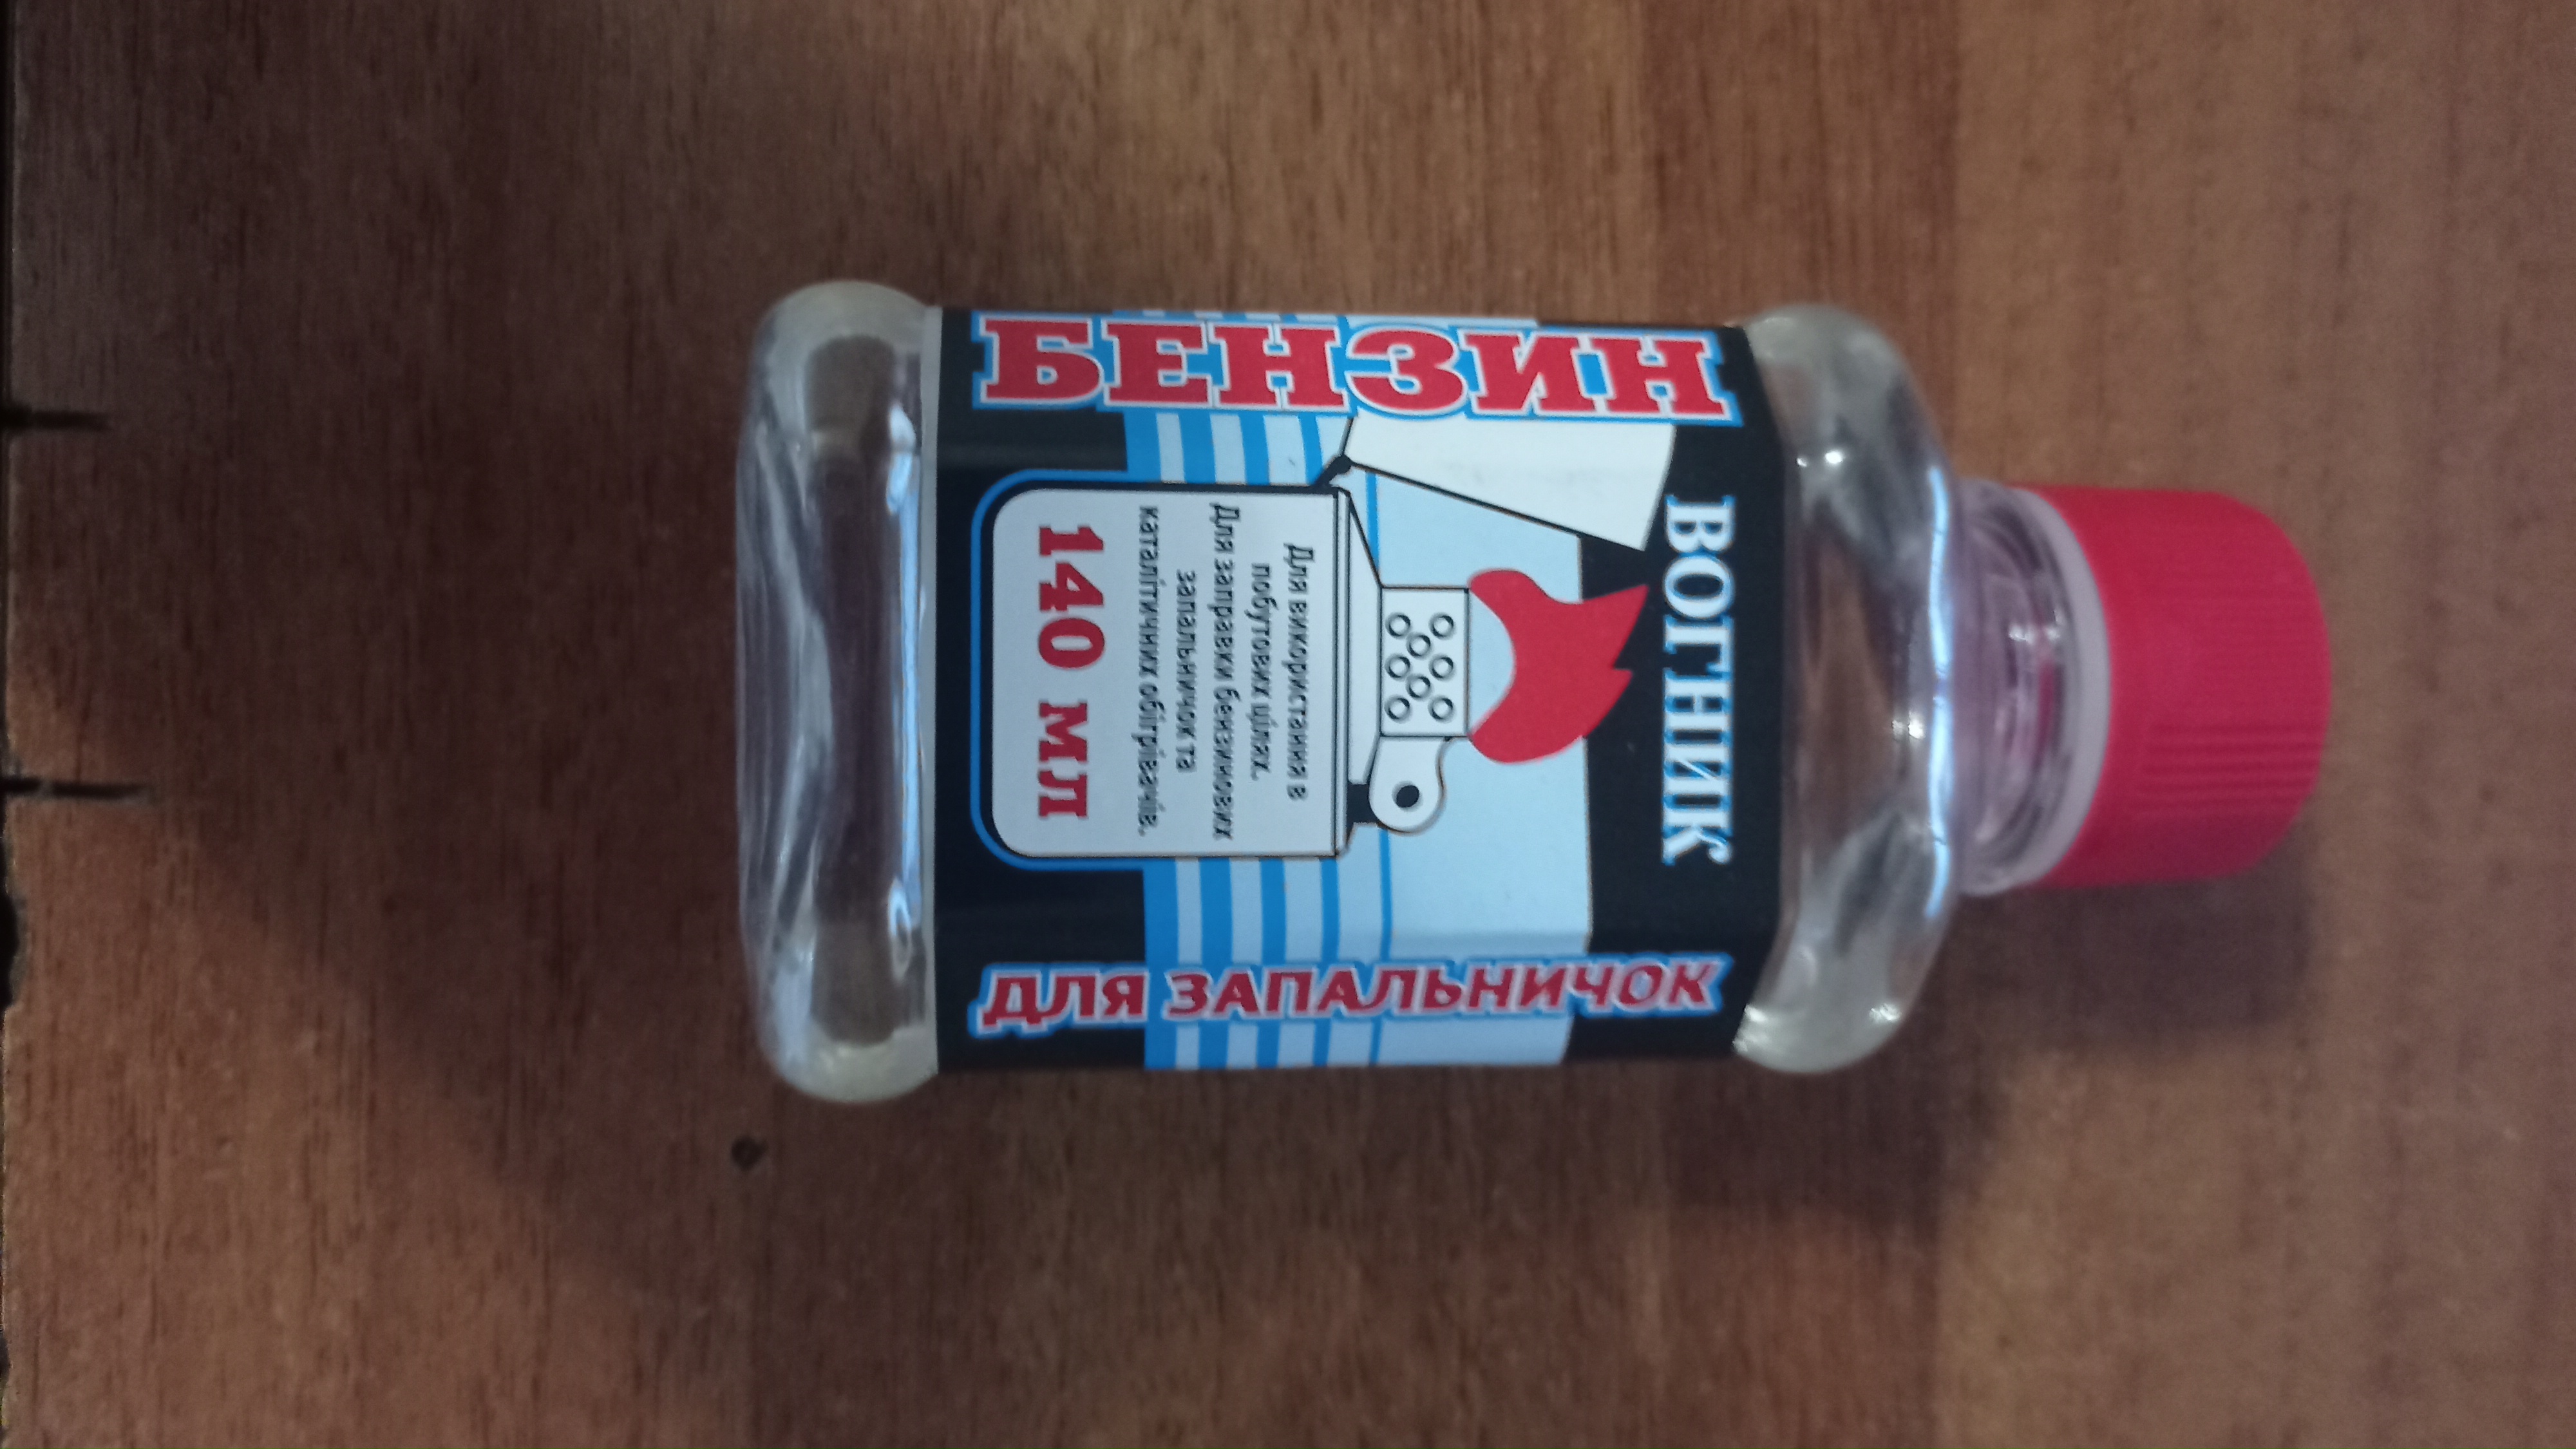 ВОГНИК
БЕНЗИН
ДЛЯ ЗАПАЛЬНИЧОК
Для використання в
побутових цілях.
Для заправки бензинових
запальничок та
каталітичних обігрівачів.
140 МЛ